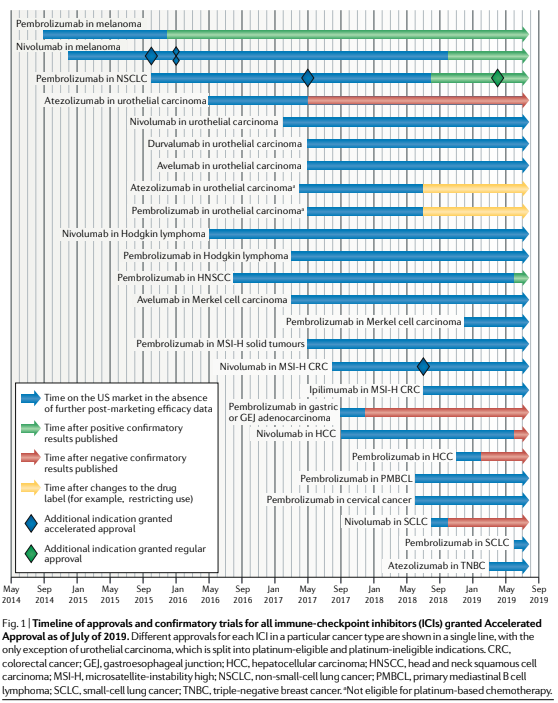 Pembrolizumab in melanoma
Nivolumab in melanoma
Pembrolizumab in NSCLC
Atezolizumab in urothelial carcinoma
Nivolumab in urothelial carcinoma
Durvalumab in urothelial carcinoma
Avelumab in urothelial carcinoma
Atezolizumab in urothelial carcinomaᵃ
Pembrolizumab in urothelial carcinomaᵃ
Nivolumab in Hodgkin lymphoma
Pembrolizumab in Hodgkin lymphoma
Pembrolizumab in HNSCC
Avelumab in Merkel cell carcinoma
Pembrolizumab in Merkel cell carcinoma
Pembrolizumab in MSI-H solid tumours
Nivolumab in MSI-H CRC
Ipilimumab in MSI-H CRC
Pembrolizumab in gastric
or GEJ adenocarcinoma
Nivolumab in HCC
Pembrolizumab in HCC
Pembrolizumab in PMBCL
Pembrolizumab in cervical cancer
Nivolumab in SCLC
Pembrolizumab in SCLC
Atezolizumab in TNBC
Time on the US market in the absence
of further post-marketing efficacy data
Time after positive confirmatory
results published
Time after negative confirmatory
results published
Time after changes to the drug
label (for example, restricting use)
Additional indication granted
accelerated approval
Additional indication granted regular
approval
May Sep Jan May Sep Jan May Sep Jan May Sep Jan May Sep Jan May Sep
2014 2014 2015 2015 2015 2016 2016 2016 2017 2017 2017 2018 2018 2018 2019 2019 2019
Fig. 1 | Timeline of approvals and confirmatory trials for all immune-checkpoint inhibitors (ICIs) granted Accelerated
Approval as of July of 2019. Different approvals for each ICI in a particular cancer type are shown in a single line, with the
only exception of urothelial carcinoma, which is split into platinum-eligible and platinum-ineligible indications. CRC,
colorectal cancer; GEJ, gastroesophageal junction; HCC, hepatocellular carcinoma; HNSCC, head and neck squamous cell
carcinoma; MSI-H, microsatellite-instability high; NSCLC, non-small-cell lung cancer; PMBCL, primary mediastinal B cell
lymphoma; SCLC, small-cell lung cancer; TNBC, triple-negative breast cancer. ᵃNot eligible for platinum-based chemotherapy.